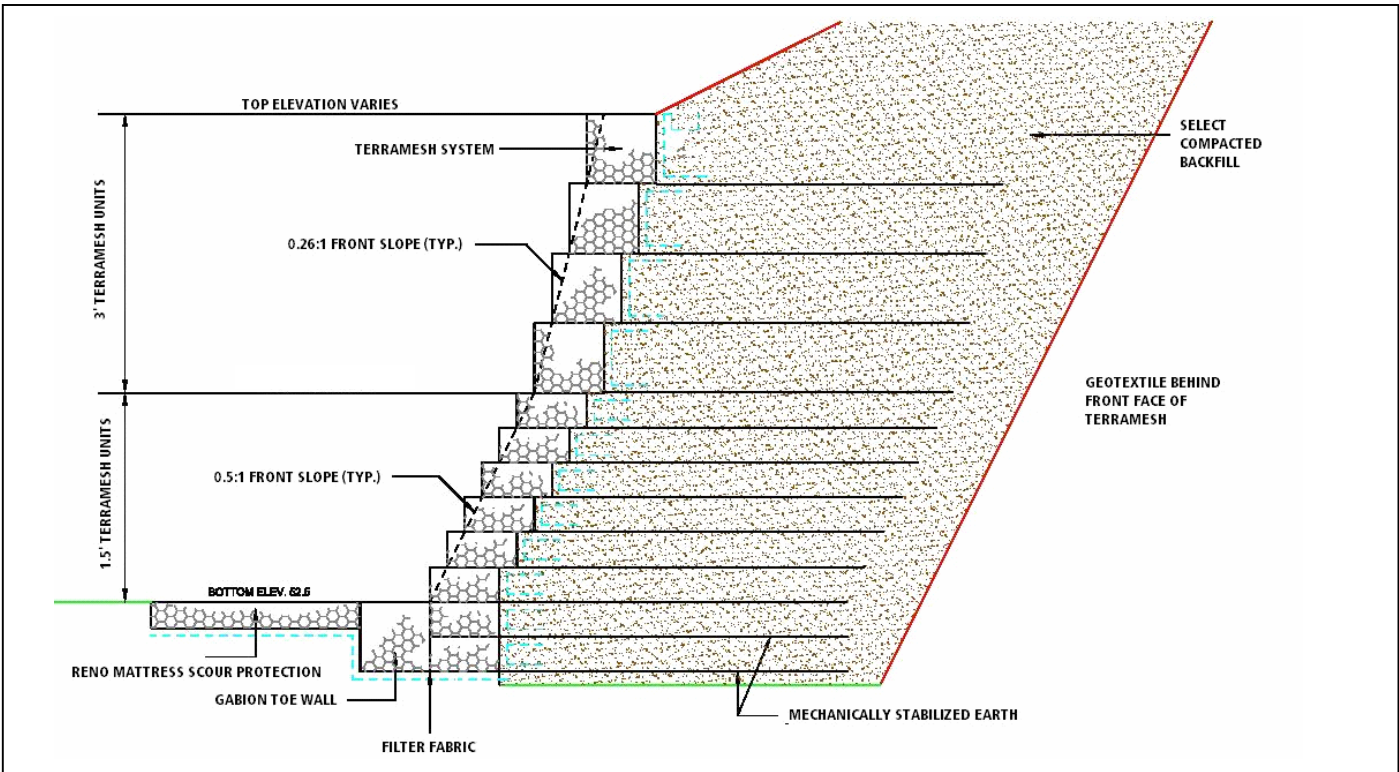 TOP ELEVATION VARIES
TERRAMESH SYSTEM
SELECT
COMPACTED
BACKFILL
3' TERRAMESH UNITS
0.26:1 FRONT SLOPE (TYP.)
GEOTEXTILE BEHIND
FRONT FACE OF
TERRAMESH
1.5' TERRAMESH UNITS
0.5:1 FRONT SLOPE (TYP.)
BOTTOM ELEV. 52.5
RENO MATTRESS SCOUR PROTECTION
GABION TOE WALL
MECHANICALLY STABILIZED EARTH
FILTER FABRIC